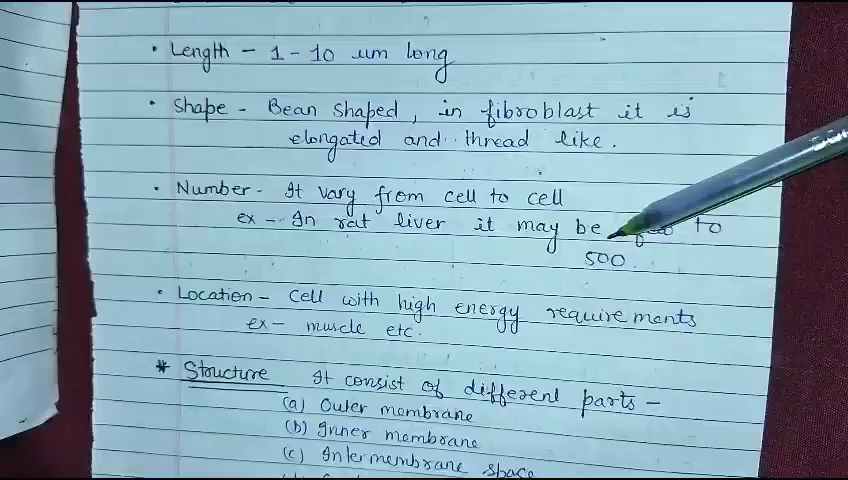 • Length - 1-10 um long
• Shape - Bean shaped, in fibroblast it is
elongated and thread like.
• Number - It vary from cell to cell
ex - In rat liver it may be to
500.
• Location - Cell with high energy requirements
ex - muscle etc.
* Structure It consist of different parts -
(a) Outer membrane
(b) Inner membrane
(c) Intermembrane space